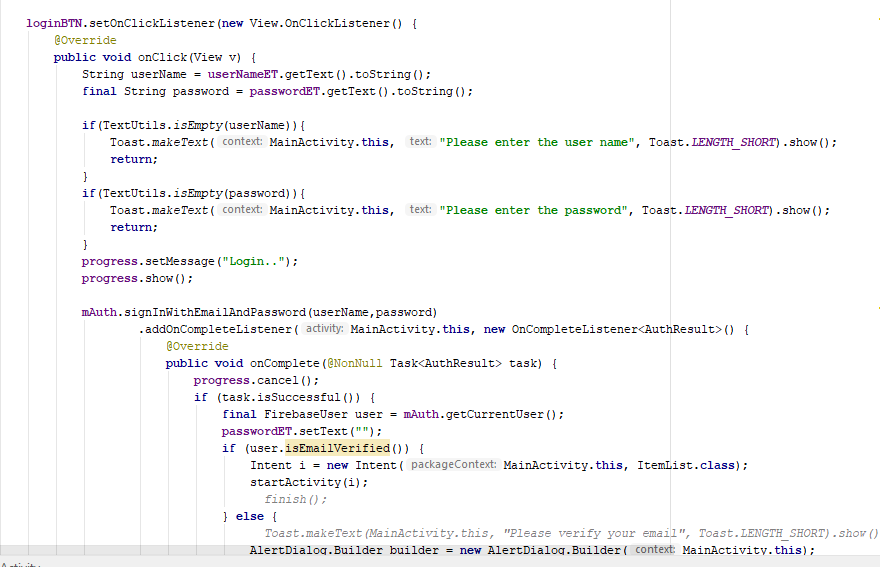 loginBTN.setOnClickListener(new View.OnClickListener() {
@Override
public void onClick(View v) {
String userName = userNameET.getText().toString();
final String password = passwordET.getText().toString();
if(TextUtils.isEmpty(userName)){
Toast.makeText( context: MainActivity.this, text: "Please enter the user name", Toast.LENGTH_SHORT).show();
return;
}
if(TextUtils.isEmpty(password)){
Toast.makeText( context: MainActivity.this, text: "Please enter the password", Toast.LENGTH_SHORT).show();
return;
}
progress.setMessage("Login..");
progress.show();
mAuth.signInWithEmailAndPassword(userName,password)
.addOnCompleteListener( activity: MainActivity.this, new OnCompleteListener<AuthResult>() {
@Override
public void onComplete(@NonNull Task<AuthResult> task) {
progress.cancel();
if (task.isSuccessful()) {
final FirebaseUser user = mAuth.getCurrentUser();
passwordET.setText("");
if (user.isEmailVerified()) {
Intent i = new Intent( packageContext: MainActivity.this, ItemList.class);
startActivity(i);
finish();
} else {
Toast.makeText(MainActivity.this, "Please verify your email", Toast.LENGTH_SHORT).show()
AlertDialog.Builder builder = new AlertDialog.Builder( context: MainActivity.this);